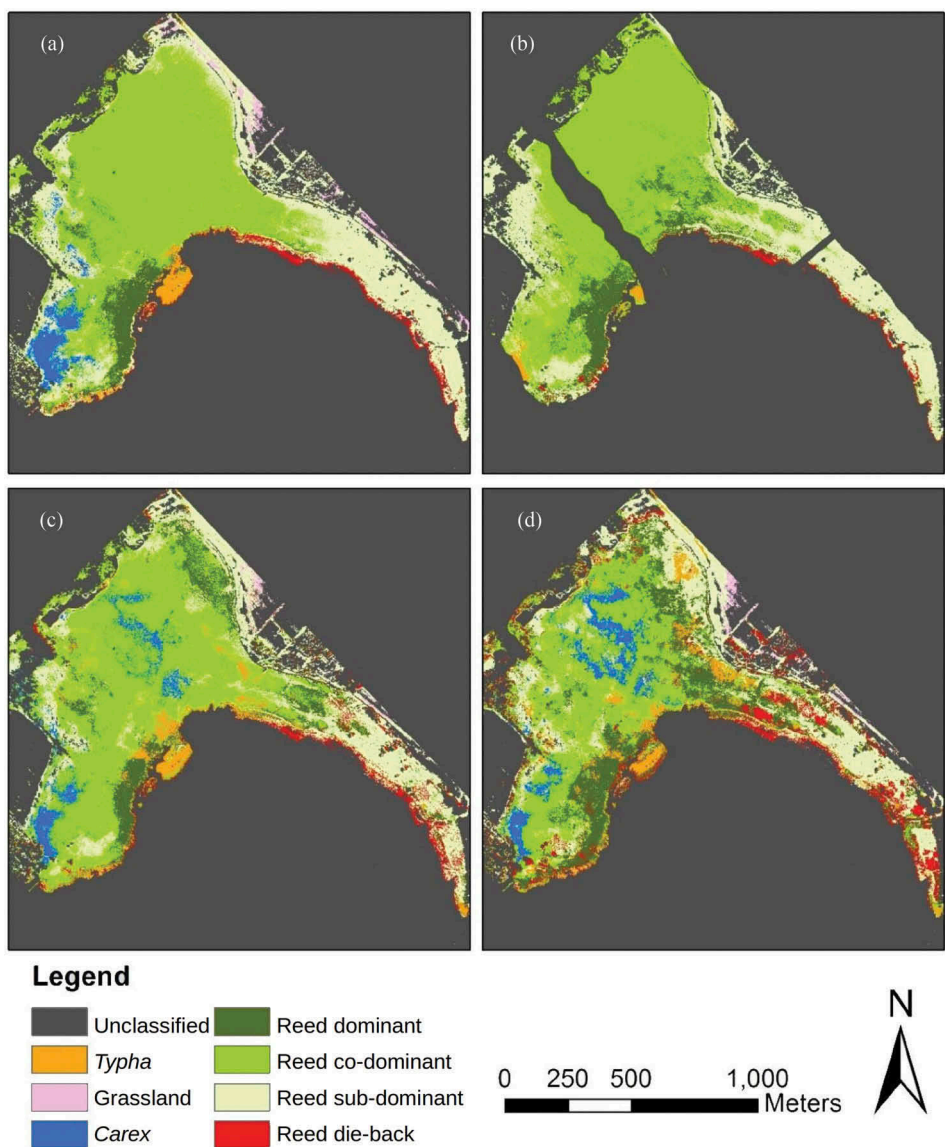 (a)
(b)
(c)
(d)
Legend
Unclassified
Typha
Grassland
Carex
Reed dominant
Reed co-dominant
Reed sub-dominant
Reed die-back
0 250 500 1,000
Meters
N